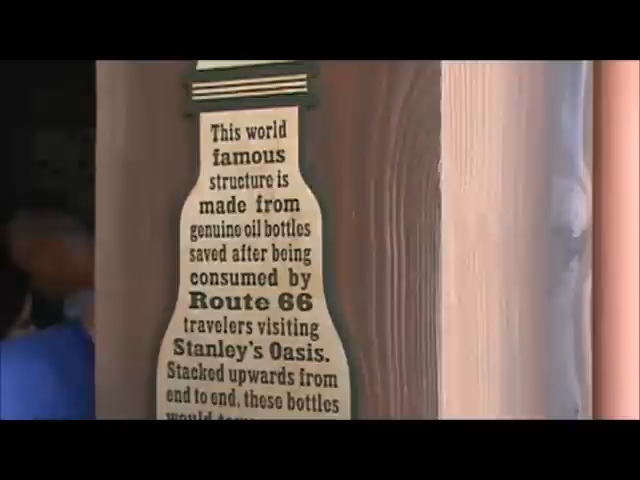 This world
famous
structure is
made from
genuine oil bottles
saved after being
consumed by
Route 66
travelers visiting
Stanley's Oasis.
Stacked upwards from
end to end, these bottles
would